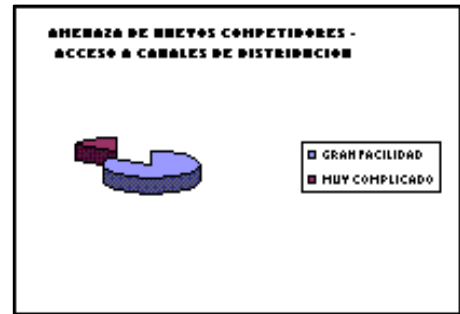 AMENAZA DE NUEVOS COMPETIDORES -
ACCESO A CANALES DE DISTRIBUCION
GRAN FACILIDAD
MUY COMPLICADO